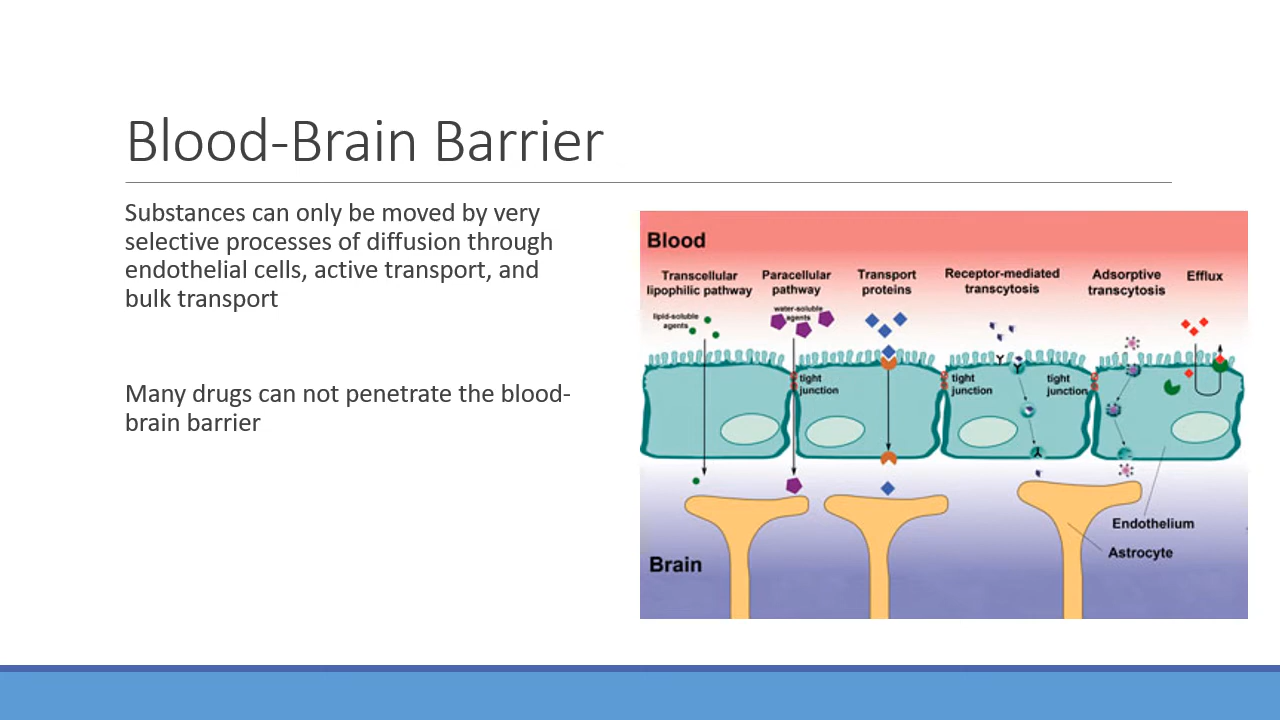 Blood-Brain Barrier
Substances can only be moved by very
selective processes of diffusion through
endothelial cells, active transport, and
bulk transport
Many drugs can not penetrate the blood-
brain barrier
Blood
Transcellular
lipophilic pathway
Paracellular
pathway
Transport
proteins
Receptor-mediated
transcytosis
Adsorptive
transcytosis
Efflux
lipid-soluble
agents
water-soluble
agents
tight
junction
tight
junction
tight
junction
Endothelium
Astrocyte
Brain